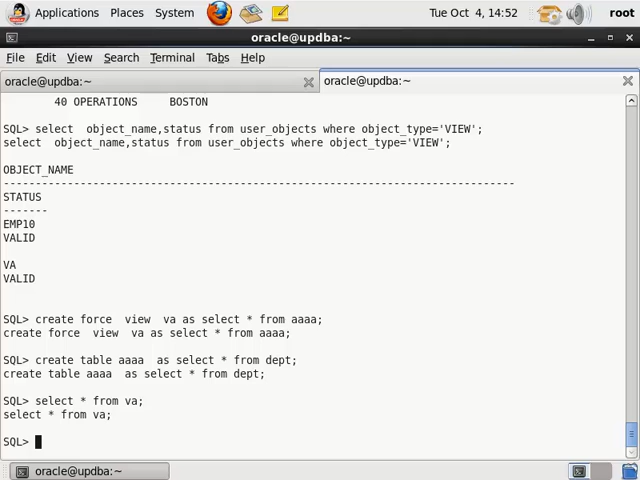 Applications Places System Tue Oct 4, 14:52 root
oracle@updba:~
File Edit View Search Terminal Tabs Help
oracle@updba:~ oracle@updba:~
40 OPERATIONS BOSTON
SQL> select  object_name,status from user_objects where object_type='VIEW';
select  object_name,status from user_objects where object_type='VIEW';
OBJECT_NAME
--------------------------------------------------------------------------------
STATUS
-------
EMP10
VALID
VA
VALID
SQL> create force  view  va as select * from aaaa;
create force  view  va as select * from aaaa;
SQL> create table aaaa  as select * from dept;
create table aaaa  as select * from dept;
SQL> select * from va;
select * from va;
SQL>
oracle@updba:~